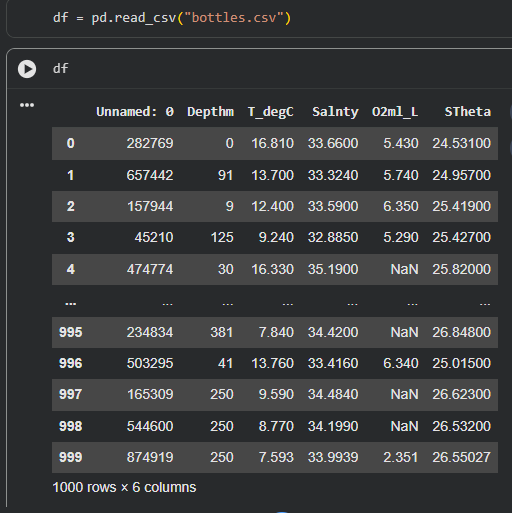 df = pd.read_csv("bottles.csv")
df
Unnamed: 0 Depthm T_degC Salnty O2ml_L STheta
0 282769 0 16.810 33.6600 5.430 24.53100
1 657442 91 13.700 33.3240 5.740 24.95700
2 157944 9 12.400 33.5900 6.350 25.41900
3 45210 125 9.240 32.8850 5.290 25.42700
4 474774 30 16.330 35.1900 NaN 25.82000
... ... ... ... ... ... ...
995 234834 381 7.840 34.4200 NaN 26.84800
996 503295 41 13.760 33.4160 6.340 25.01500
997 165309 250 9.590 34.4840 NaN 26.62300
998 544600 250 8.770 34.1990 NaN 26.53200
999 874919 250 7.593 33.9939 2.351 26.55027
1000 rows × 6 columns